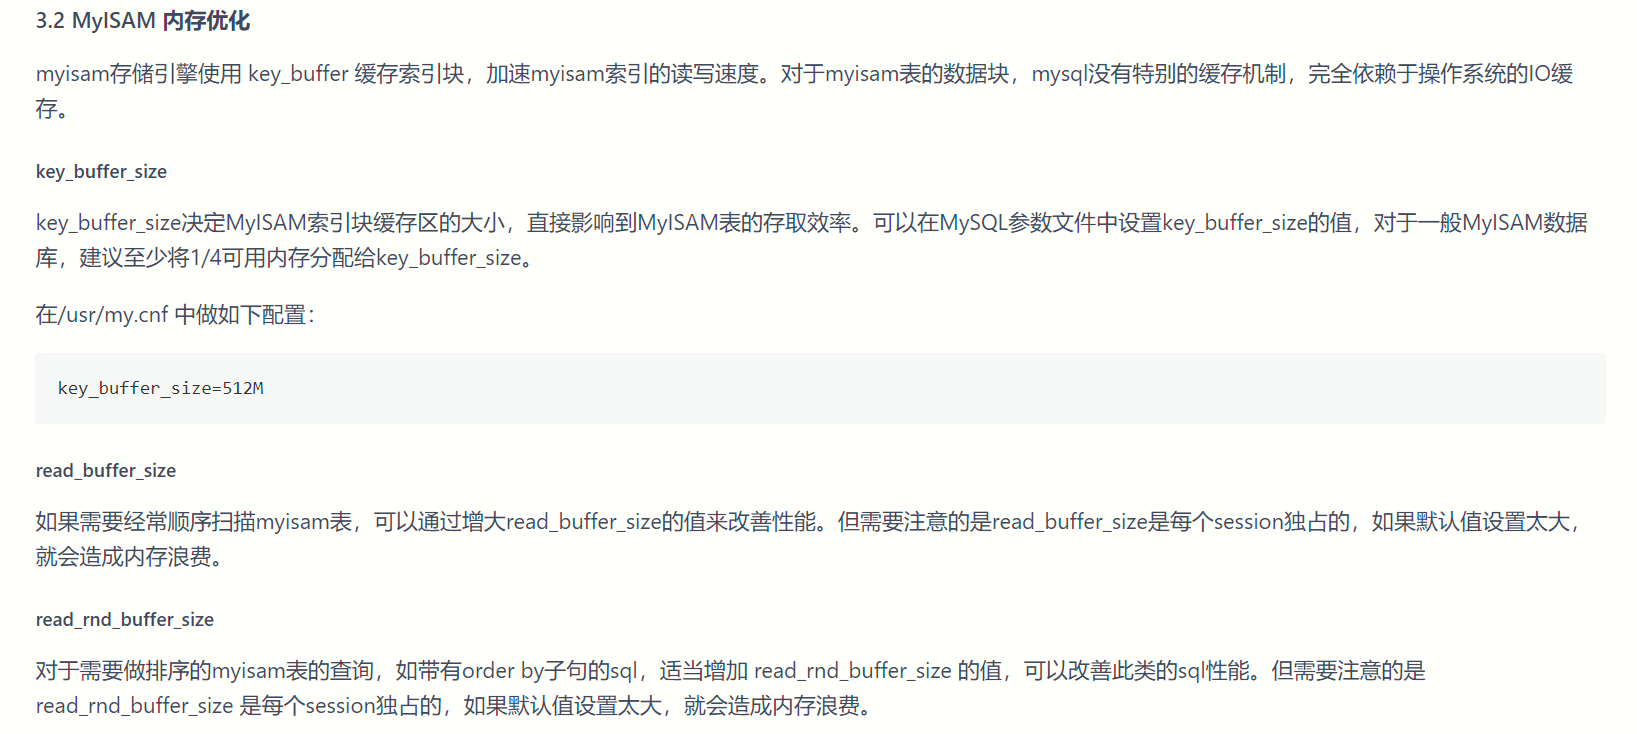 3.2 MyISAM 内存优化
myisam存储引擎使用 key_buffer 缓存索引块，加速myisam索引的读写速度。对于myisam表的数据块，mysql没有特别的缓存机制，完全依赖于操作系统的IO缓
存。
key_buffer_size
key_buffer_size决定MyISAM索引块缓存区的大小，直接影响到MyISAM表的存取效率。可以在MySQL参数文件中设置key_buffer_size的值，对于一般MyISAM数据
库，建议至少将1/4可用内存分配给key_buffer_size。
在/usr/my.cnf 中做如下配置：
key_buffer_size=512M
read_buffer_size
如果需要经常顺序扫描myisam表，可以通过增大read_buffer_size的值来改善性能。但需要注意的是read_buffer_size是每个session独占的，如果默认值设置太大，
就会造成内存浪费。
read_rnd_buffer_size
对于需要做排序的myisam表的查询，如带有order by子句的sql，适当增加 read_rnd_buffer_size 的值，可以改善此类的sql性能。但需要注意的是
read_rnd_buffer_size 是每个session独占的，如果默认值设置太大，就会造成内存浪费。